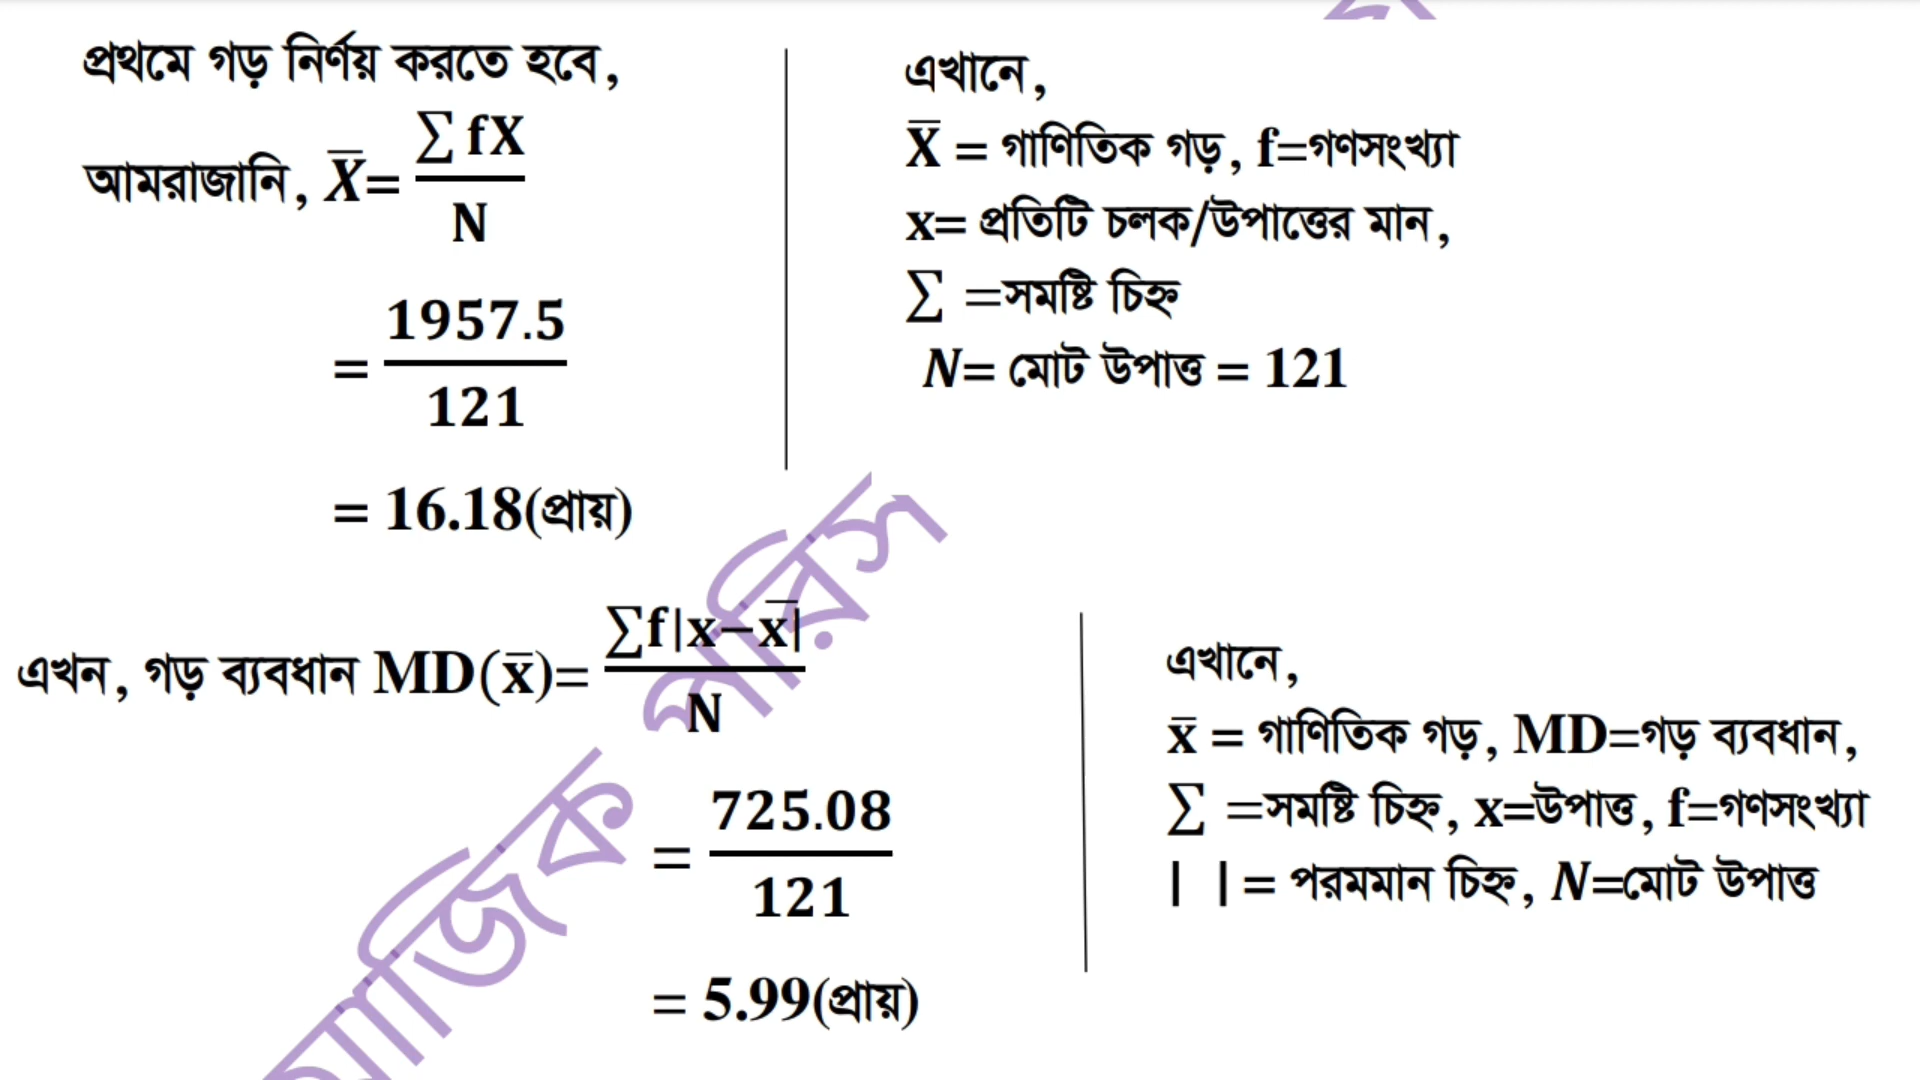 প্রথমে গড় নির্ণয় করতে হবে,
আমরাজানি, X̅= ∑ fX / N
= 1957.5 / 121
= 16.18(প্রায়)
এখানে,
X̅ = গাণিতিক গড়, f=গণসংখ্যা
x= প্রতিটি চলক/উপাত্তের মান,
∑ =সমষ্টি চিহ্ন
N= মোট উপাত্ত = 121
এখন, গড় ব্যবধান MD(x̅)= ∑f|x−x̅| / N
= 725.08 / 121
= 5.99(প্রায়)
এখানে,
x̅ = গাণিতিক গড়, MD=গড় ব্যবধান,
∑ =সমষ্টি চিহ্ন, x=উপাত্ত, f=গণসংখ্যা
| |= পরমমান চিহ্ন, N=মোট উপাত্ত